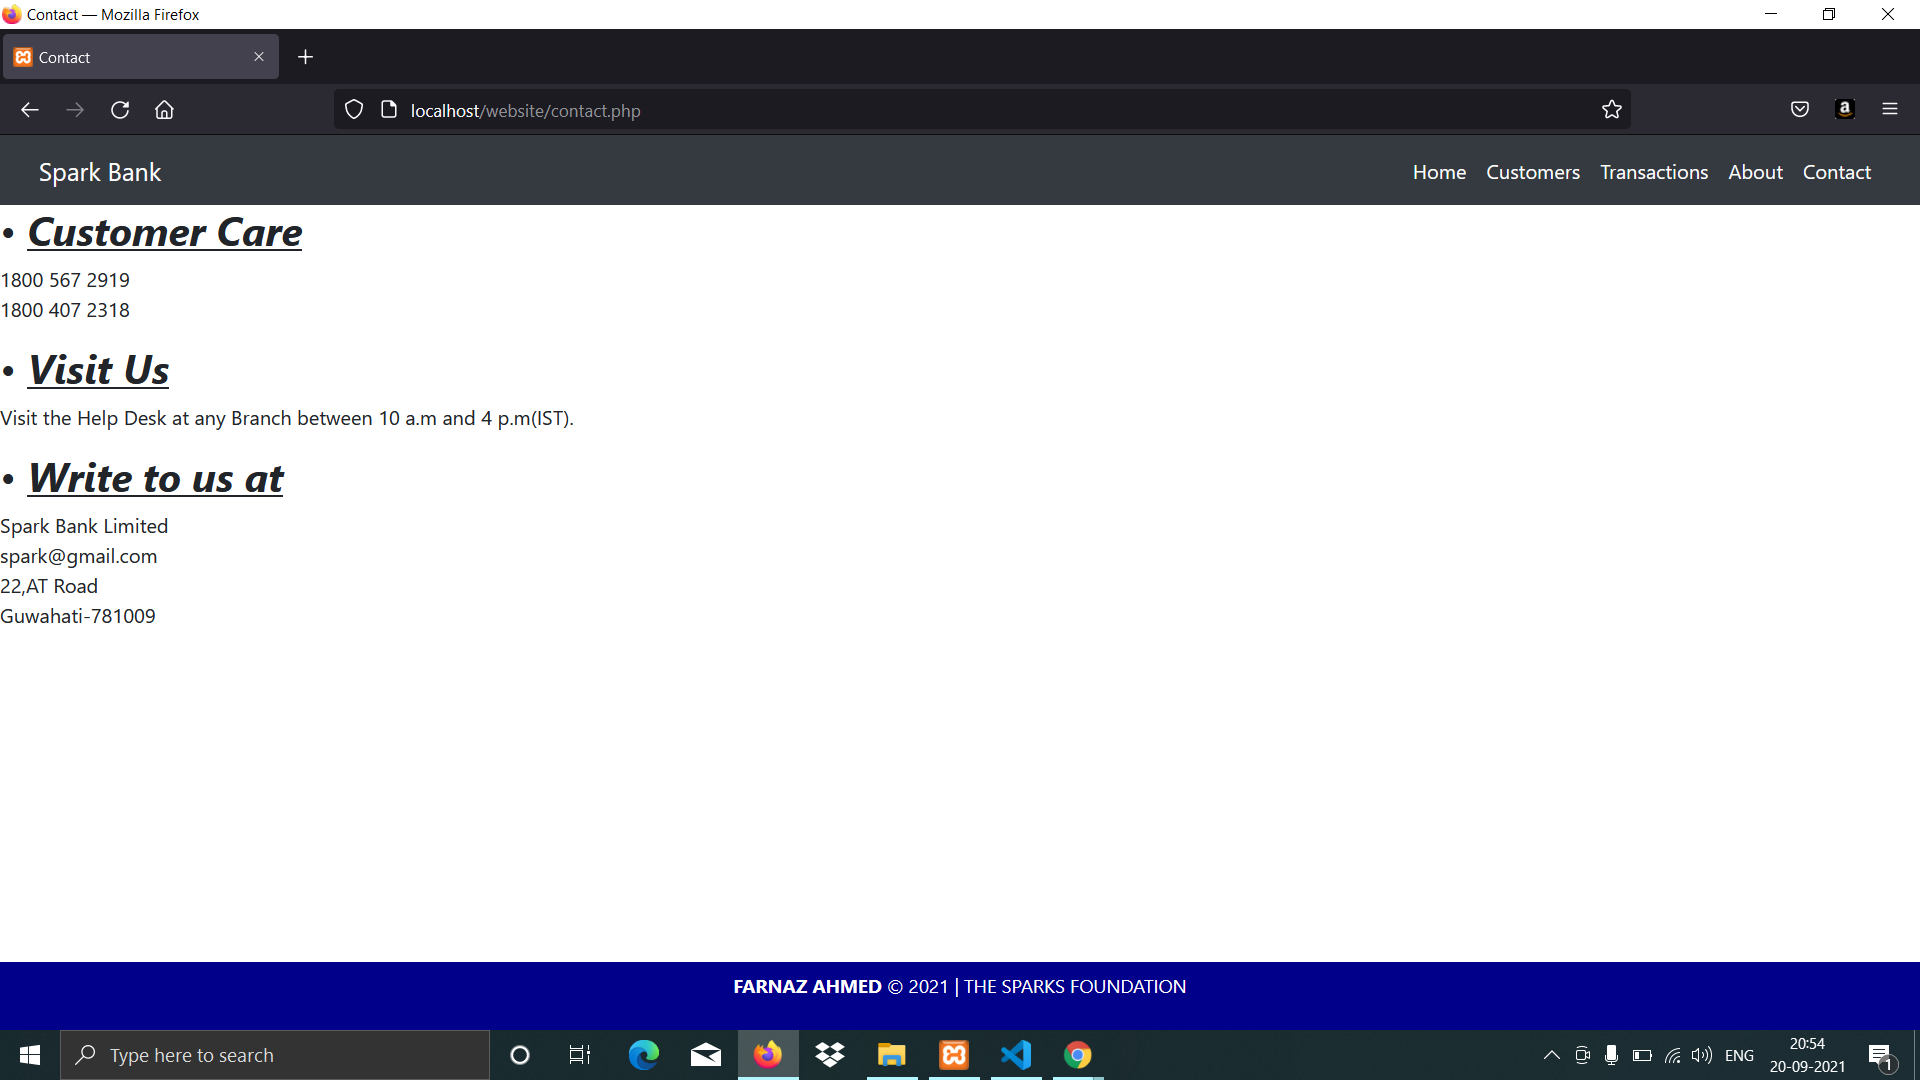 Contact — Mozilla Firefox
Contact
localhost/website/contact.php
Spark Bank
Home Customers Transactions About Contact
• Customer Care
1800 567 2919
1800 407 2318
• Visit Us
Visit the Help Desk at any Branch between 10 a.m and 4 p.m(IST).
• Write to us at
Spark Bank Limited
spark@gmail.com
22,AT Road
Guwahati-781009
FARNAZ AHMED © 2021 | THE SPARKS FOUNDATION
Type here to search
ENG
20:54
20-09-2021
1